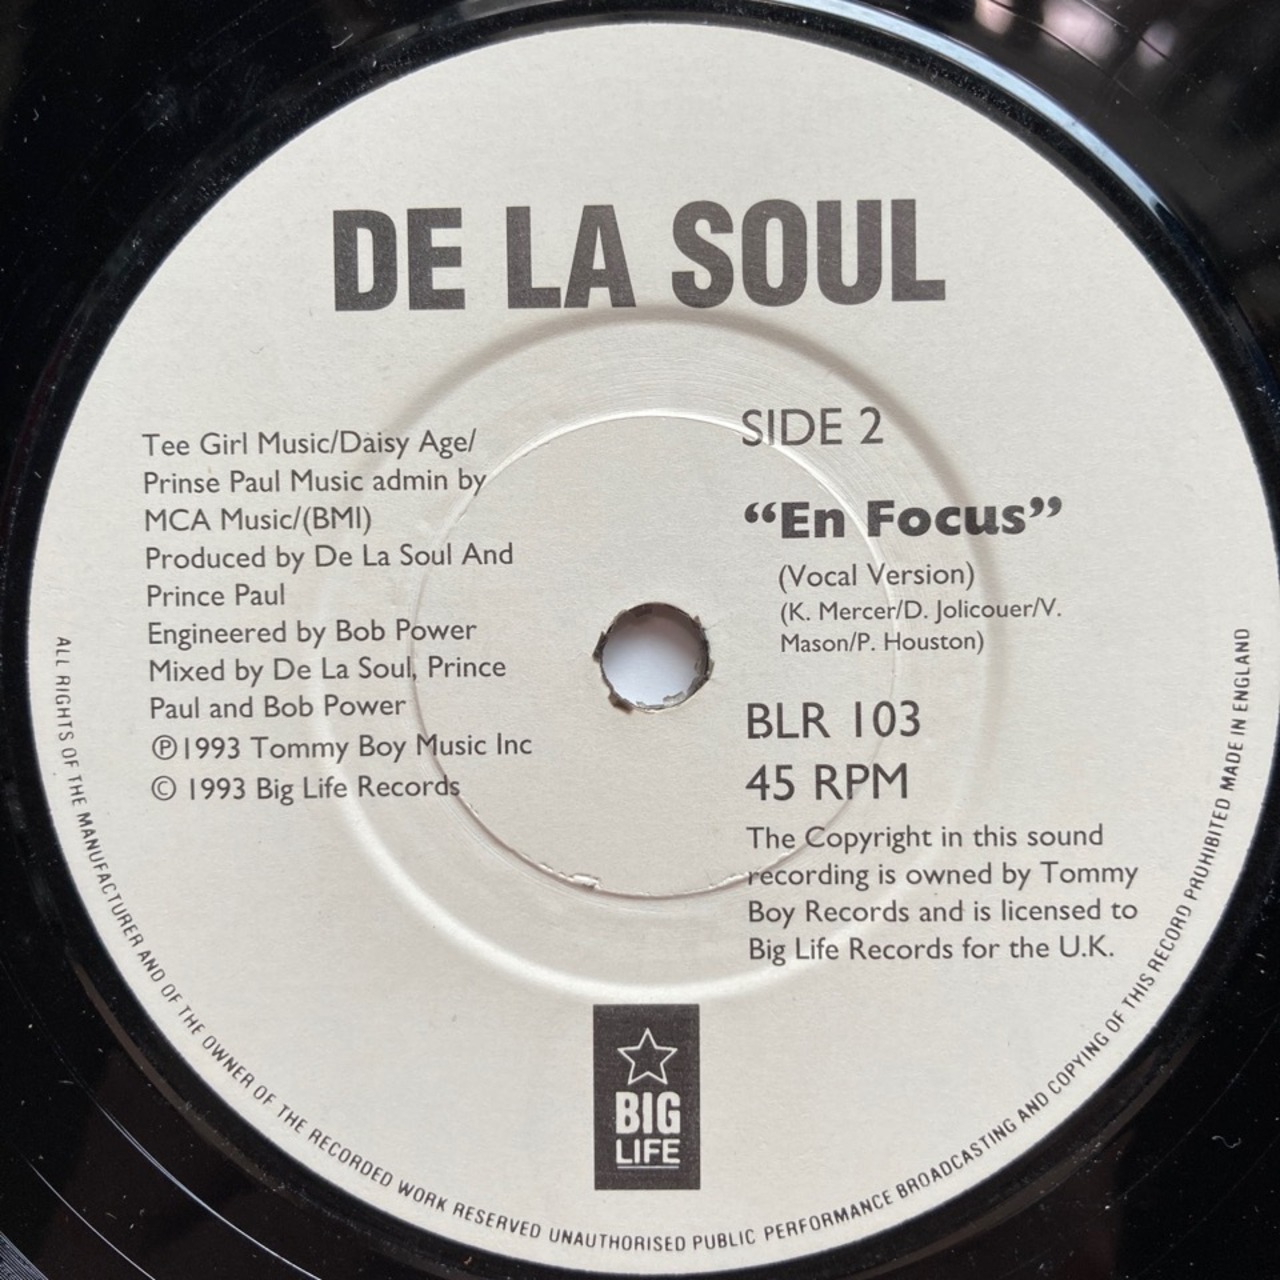 DE LA SOUL
Tee Girl Music/Daisy Age/
Prinse Paul Music admin by
MCA Music/(BMI)
Produced by De La Soul And
Prince Paul
Engineered by Bob Power
Mixed by De La Soul, Prince
Paul and Bob Power
℗1993 Tommy Boy Music Inc
© 1993 Big Life Records
SIDE 2
“En Focus”
(Vocal Version)
(K. Mercer/D. Jolicouer/V.
Mason/P. Houston)
BLR 103
45 RPM
The Copyright in this sound
recording is owned by Tommy
Boy Records and is licensed to
Big Life Records for the U.K.
BIG
LIFE
ALL RIGHTS OF THE MANUFACTURER AND OF THE OWNER OF THE RECORDED WORK RESERVED UNAUTHORISED PUBLIC PERFORMANCE BROADCASTING AND COPYING OF THIS RECORD PROHIBITED MADE IN ENGLAND